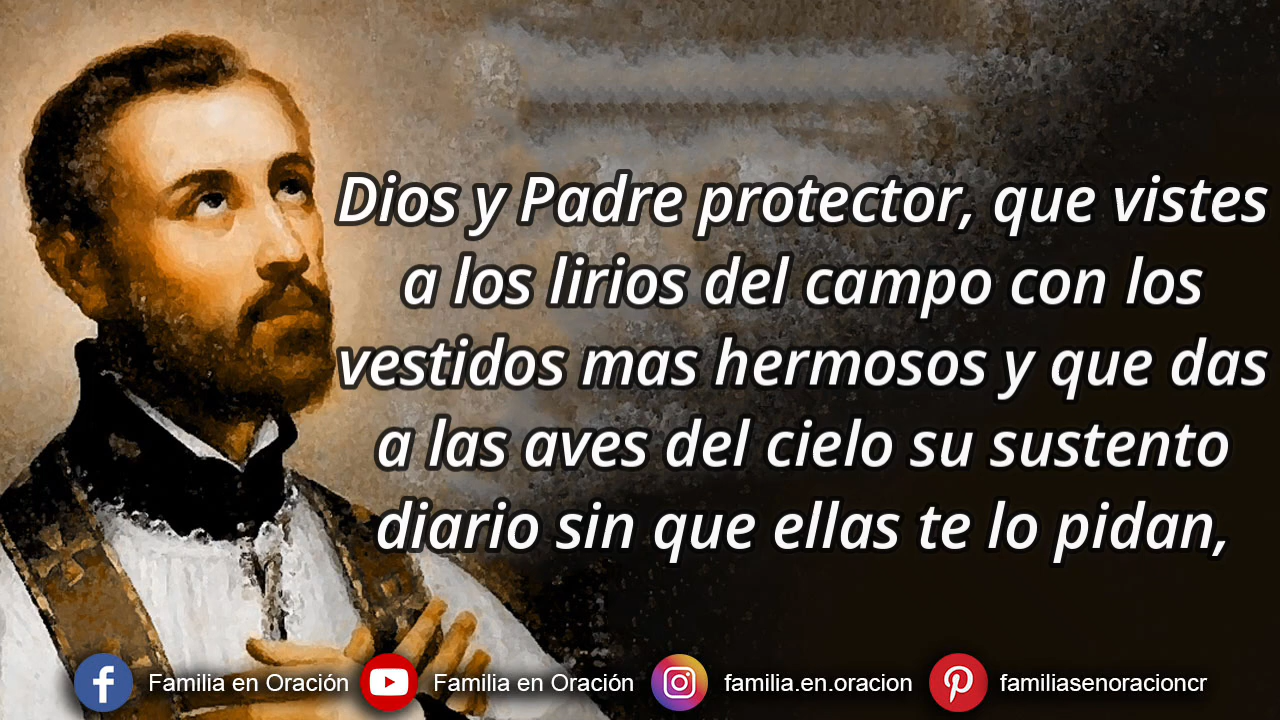 Dios y Padre protector, que vistes
a los lirios del campo con los
vestidos mas hermosos y que das
a las aves del cielo su sustento
diario sin que ellas te lo pidan,
Familia en Oración
Familia en Oración
familia.en.oracion
familiasenoracioncr